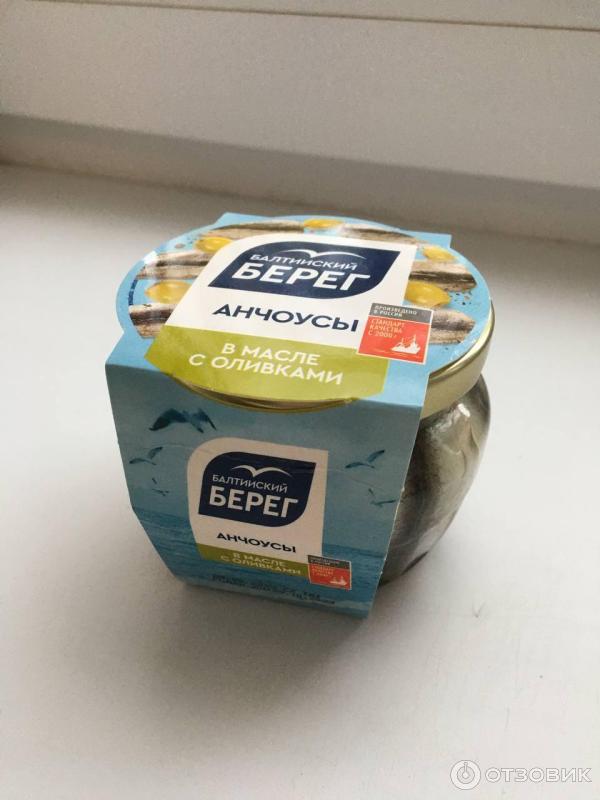 БАЛТИЙСКИЙ
БЕРЕГ
АНЧОУСЫ
ПРОИЗВЕДЕНО
В РОССИИ
СТАНДАРТ
КАЧЕСТВА
С 2000 г.
В МАСЛЕ
С ОЛИВКАМИ
БАЛТИЙСКИЙ
БЕРЕГ
АНЧОУСЫ
В МАСЛЕ
С ОЛИВКАМИ
ОТЗОВИК